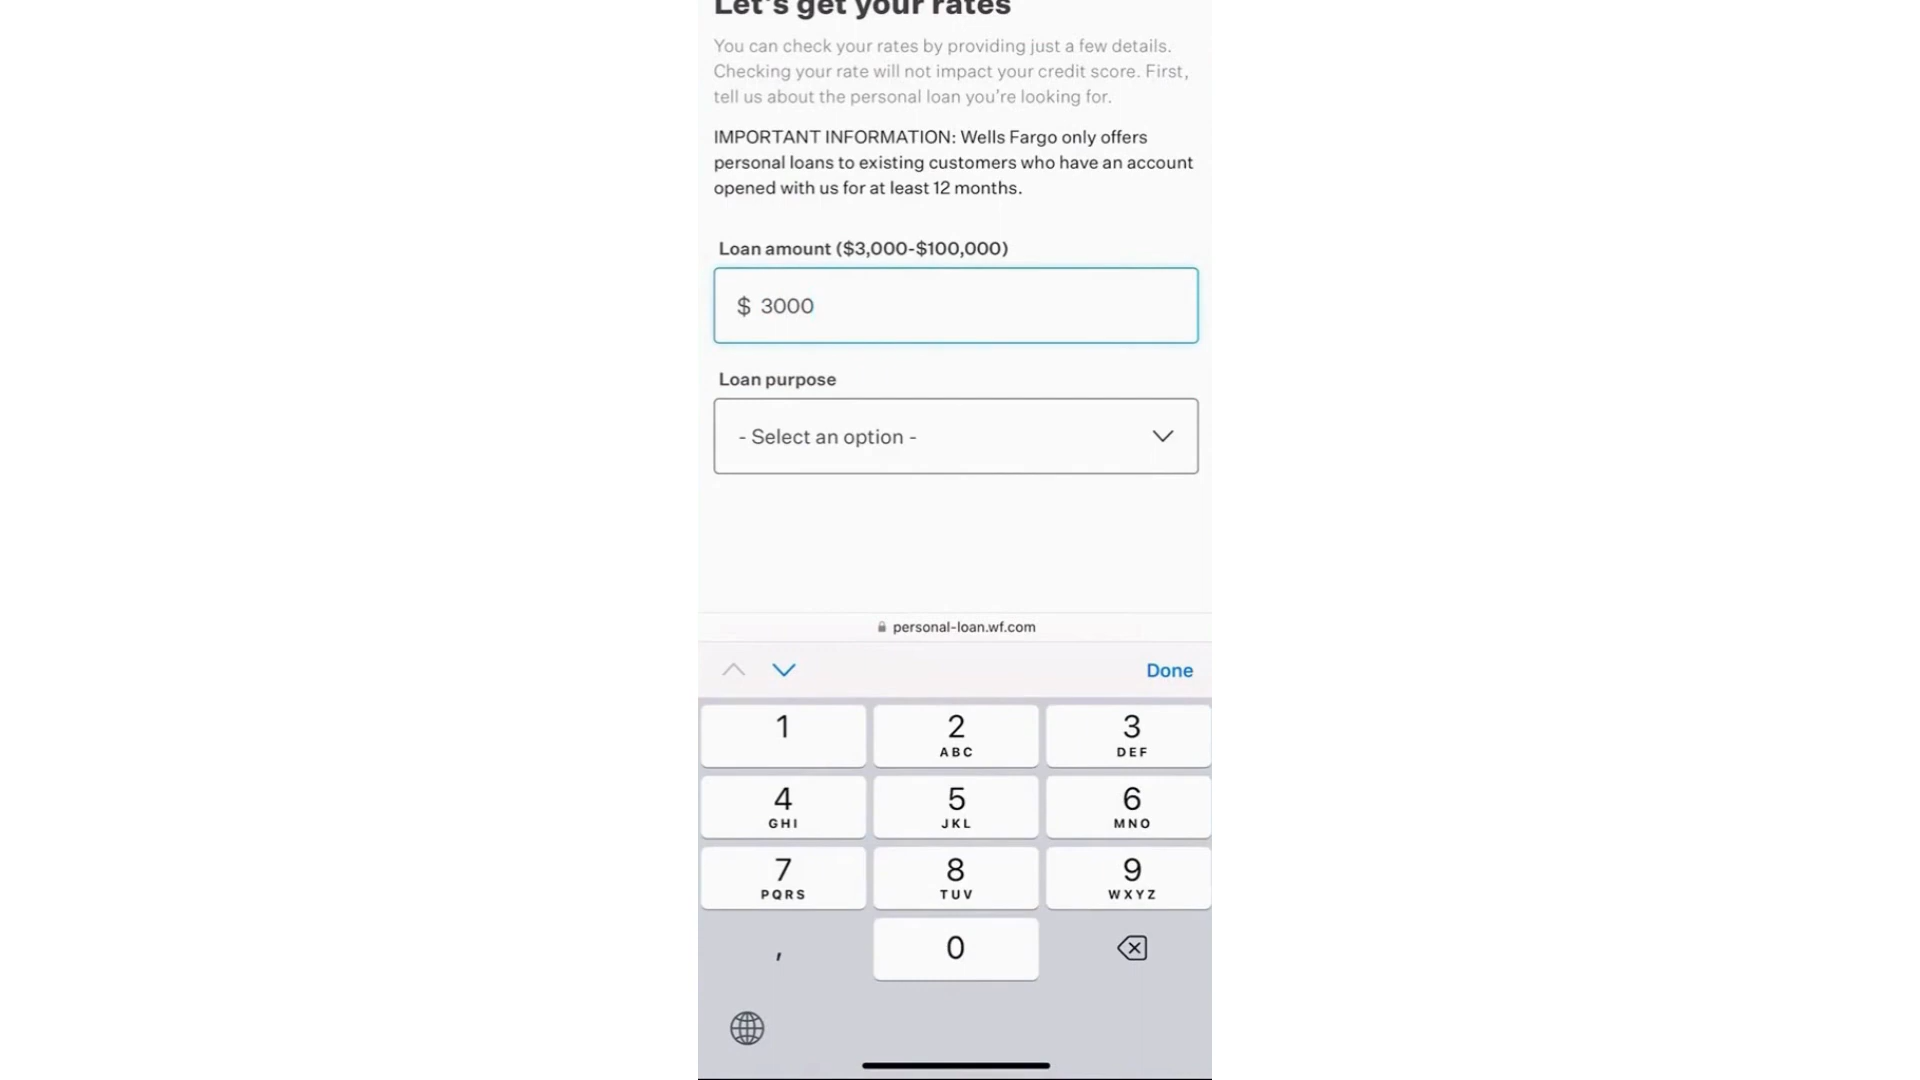 Let's get your rates
You can check your rates by providing just a few details.
Checking your rate will not impact your credit score. First,
tell us about the personal loan you're looking for.
IMPORTANT INFORMATION: Wells Fargo only offers
personal loans to existing customers who have an account
opened with us for at least 12 months.
Loan amount ($3,000-$100,000)
$ 3000
Loan purpose
- Select an option -
personal-loan.wf.com
Done
1 2 3
ABC DEF
4 5 6
GHI JKL MNO
7 8 9
PQRS TUV WXYZ
, 0